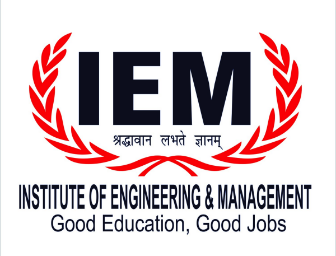 IEM
श्रद्धावान लभते ज्ञानम्
INSTITUTE OF ENGINEERING & MANAGEMENT
Good Education, Good Jobs